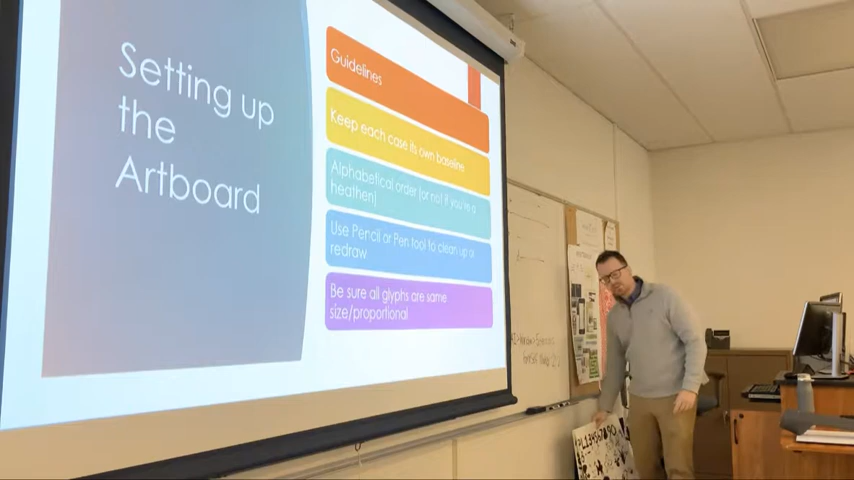 Setting up
the
Artboard
Guidelines
Keep each case its own baseline
Alphabetical order (or not if you're a
heathen)
Use Pencil or Pen tool to clean up or
redraw
Be sure all glyphs are same
size/proportional